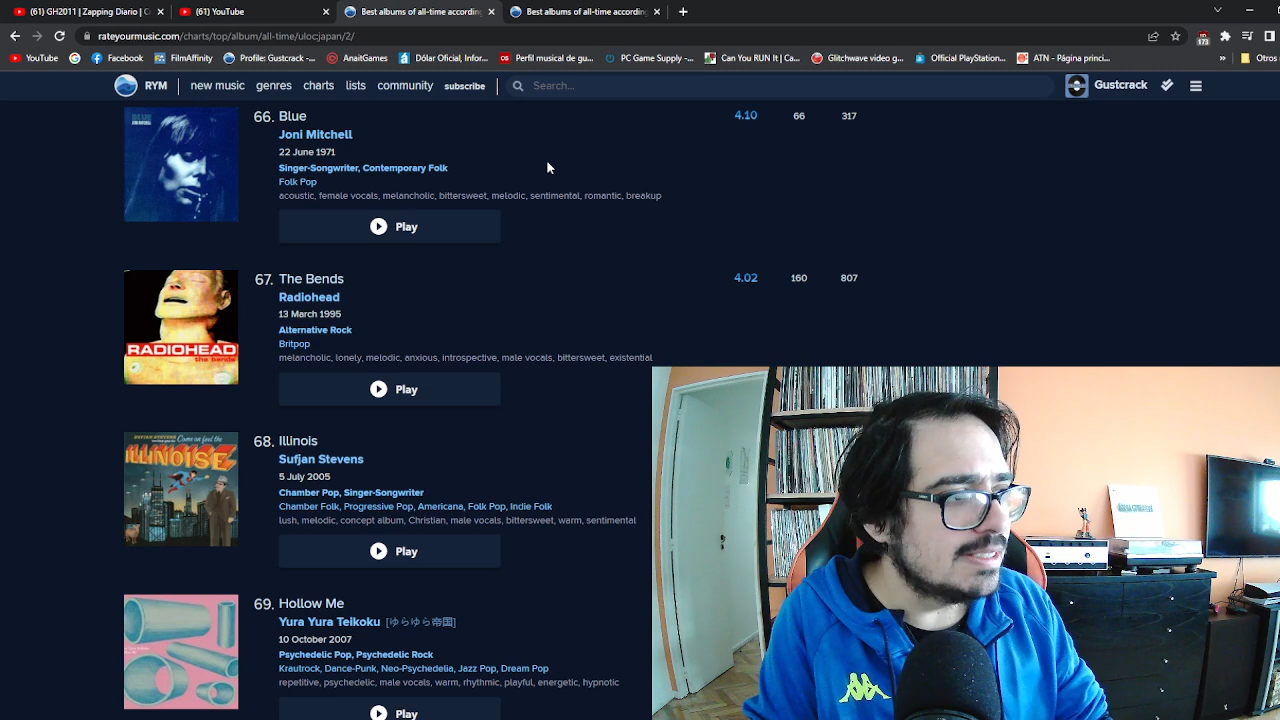 (61) GH2011 | Zapping Diario | C
(61) YouTube
Best albums of all-time according
Best albums of all-time according
rateyourmusic.com/charts/top/album/all-time/ulocjapan/2/
173
YouTube
Facebook
FilmAffinity
Profile: Gustcrack -...
AnaitGames
Dólar Oficial, Infor...
Perfil musical de gu...
PC Game Supply -...
Can You RUN It | Ca...
Glitchwave video g...
Official PlayStation...
ATN - Página princi...
»
Otros
RYM
new music
genres
charts
lists
community
subscribe
Search...
Gustcrack
66. Blue
4.10
66
317
Joni Mitchell
22 June 1971
Singer-Songwriter, Contemporary Folk
Folk Pop
acoustic, female vocals, melancholic, bittersweet, melodic, sentimental, romantic, breakup
Play
67. The Bends
4.02
160
807
Radiohead
13 March 1995
Alternative Rock
Britpop
melancholic, lonely, melodic, anxious, introspective, male vocals, bittersweet, existential
RADIOHEAD
the bends
Play
68. Illinois
Sufjan Stevens
5 July 2005
Chamber Pop, Singer-Songwriter
Chamber Folk, Progressive Pop, Americana, Folk Pop, Indie Folk
lush, melodic, concept album, Christian, male vocals, bittersweet, warm, sentimental
Come on feel the
ILLINOISE
Play
69. Hollow Me
Yura Yura Teikoku [ゆらゆら帝国]
10 October 2007
Psychedelic Pop, Psychedelic Rock
Krautrock, Dance-Punk, Neo-Psychedelia, Jazz Pop, Dream Pop
repetitive, psychedelic, male vocals, warm, rhythmic, playful, energetic, hypnotic
Play